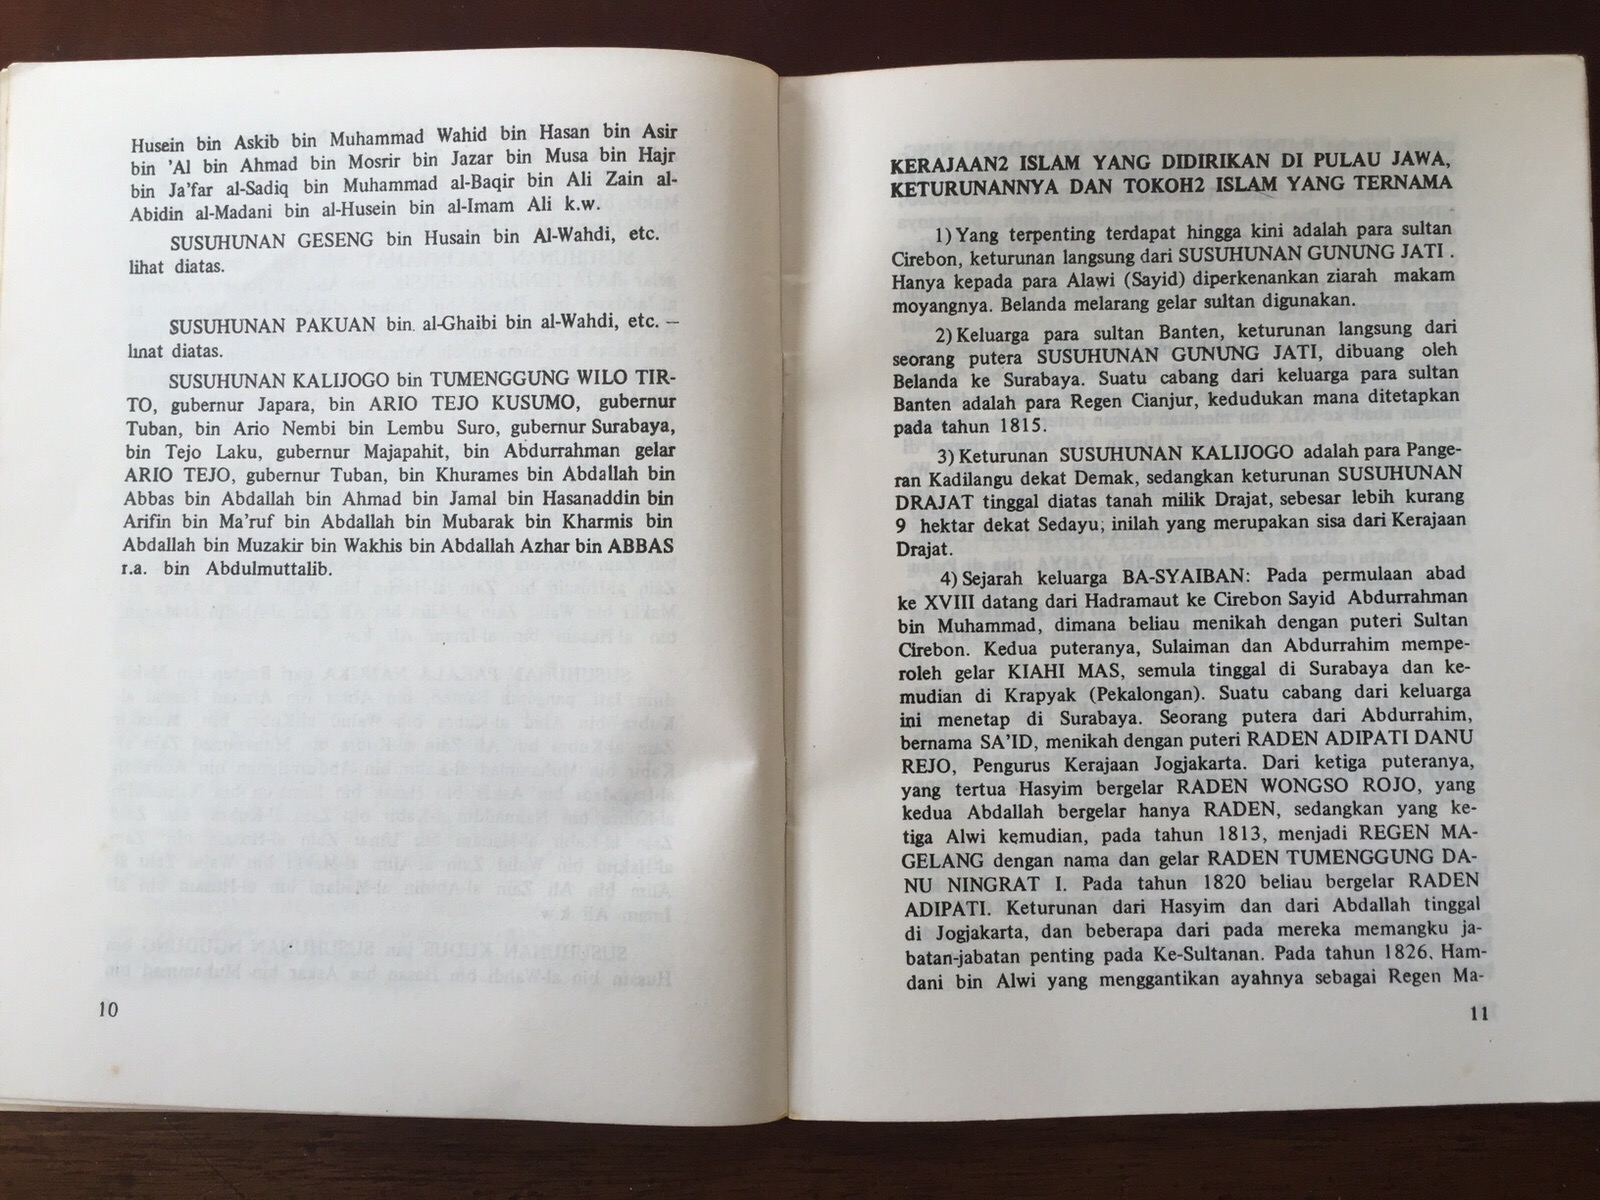 Husein bin Askib bin Muhammad Wahid bin Hasan bin Asir
bin 'Al bin Ahmad bin Mosrir bin Jazar bin Musa bin Hajr
bin Ja'far al-Sadiq bin Muhammad al-Baqir bin Ali Zain al-
Abidin al-Madani bin al-Husein bin al-Imam Ali k.w.
SUSUHUNAN GESENG bin Husain bin Al-Wahdi, etc.
lihat diatas.
SUSUHUNAN PAKUAN bin. al-Ghaibi bin al-Wahdi, etc. —
lihat diatas.
SUSUHUNAN KALIJOGO bin TUMENGGUNG WILO TIR-
TO, gubernur Japara, bin ARIO TEJO KUSUMO, gubernur
Tuban, bin Ario Nembi bin Lembu Suro, gubernur Surabaya,
bin Tejo Laku, gubernur Majapahit, bin Abdurrahman gelar
ARIO TEJO, gubernur Tuban, bin Khurames bin Abdallah bin
Abbas bin Abdallah bin Ahmad bin Jamal bin Hasanaddin bin
Arifin bin Ma'ruf bin Abdallah bin Mubarak bin Kharmis bin
Abdallah bin Muzakir bin Wakhis bin Abdallah Azhar bin ABBAS
r.a. bin Abdulmuttalib.
10
KERAJAAN2 ISLAM YANG DIDIRIKAN DI PULAU JAWA,
KETURUNANNYA DAN TOKOH2 ISLAM YANG TERNAMA
1) Yang terpenting terdapat hingga kini adalah para sultan
Cirebon, keturunan langsung dari SUSUHUNAN GUNUNG JATI .
Hanya kepada para Alawi (Sayid) diperkenankan ziarah makam
moyangnya. Belanda melarang gelar sultan digunakan.
2) Keluarga para sultan Banten, keturunan langsung dari
seorang putera SUSUHUNAN GUNUNG JATI, dibuang oleh
Belanda ke Surabaya. Suatu cabang dari keluarga para sultan
Banten adalah para Regen Cianjur, kedudukan mana ditetapkan
pada tahun 1815.
3) Keturunan SUSUHUNAN KALIJOGO adalah para Pange-
ran Kadilangu dekat Demak, sedangkan keturunan SUSUHUNAN
DRAJAT tinggal diatas tanah milik Drajat, sebesar lebih kurang
9 hektar dekat Sedayu; inilah yang merupakan sisa dari Kerajaan
Drajat.
4) Sejarah keluarga BA-SYAIBAN: Pada permulaan abad
ke XVIII datang dari Hadramaut ke Cirebon Sayid Abdurrahman
bin Muhammad, dimana beliau menikah dengan puteri Sultan
Cirebon. Kedua puteranya, Sulaiman dan Abdurrahim mempe-
roleh gelar KIAHI MAS, semula tinggal di Surabaya dan ke-
mudian di Krapyak (Pekalongan). Suatu cabang dari keluarga
ini menetap di Surabaya. Seorang putera dari Abdurrahim,
bernama SA'ID, menikah dengan puteri RADEN ADIPATI DANU
REJO, Pengurus Kerajaan Jogjakarta. Dari ketiga puteranya,
yang tertua Hasyim bergelar RADEN WONGSO ROJO, yang
kedua Abdallah bergelar hanya RADEN, sedangkan yang ke-
tiga Alwi kemudian, pada tahun 1813, menjadi REGEN MA-
GELANG dengan nama dan gelar RADEN TUMENGGUNG DA-
NU NINGRAT I. Pada tahun 1820 beliau bergelar RADEN
ADIPATI. Keturunan dari Hasyim dan dari Abdallah tinggal
di Jogjakarta, dan beberapa dari pada mereka memangku ja-
batan-jabatan penting pada Ke-Sultanan. Pada tahun 1826, Ham-
dani bin Alwi yang menggantikan ayahnya sebagai Regen Ma-
11